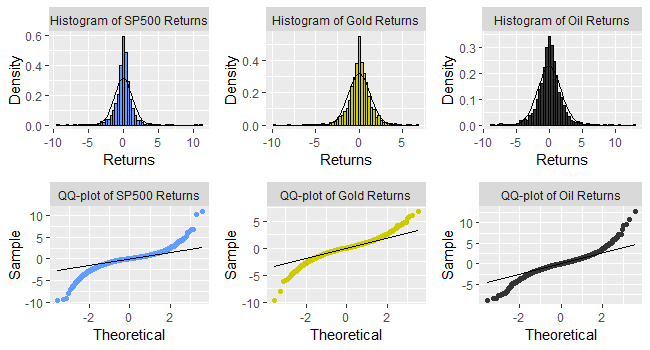 Histogram of SP500 Returns
Histogram of Gold Returns
Histogram of Oil Returns
Density
0.6
0.4
0.2
0.0
-10
-5
0
5
10
Returns
Density
0.4
0.2
0.0
-10
-5
0
5
Returns
Density
0.3
0.2
0.1
0.0
-10
-5
0
5
10
Returns
QQ-plot of SP500 Returns
QQ-plot of Gold Returns
QQ-plot of Oil Returns
Sample
10
5
0
-5
-10
-2
0
2
Theoretical
Sample
5
0
-5
-10
-2
0
2
Theoretical
Sample
10
5
0
-5
-2
0
2
Theoretical